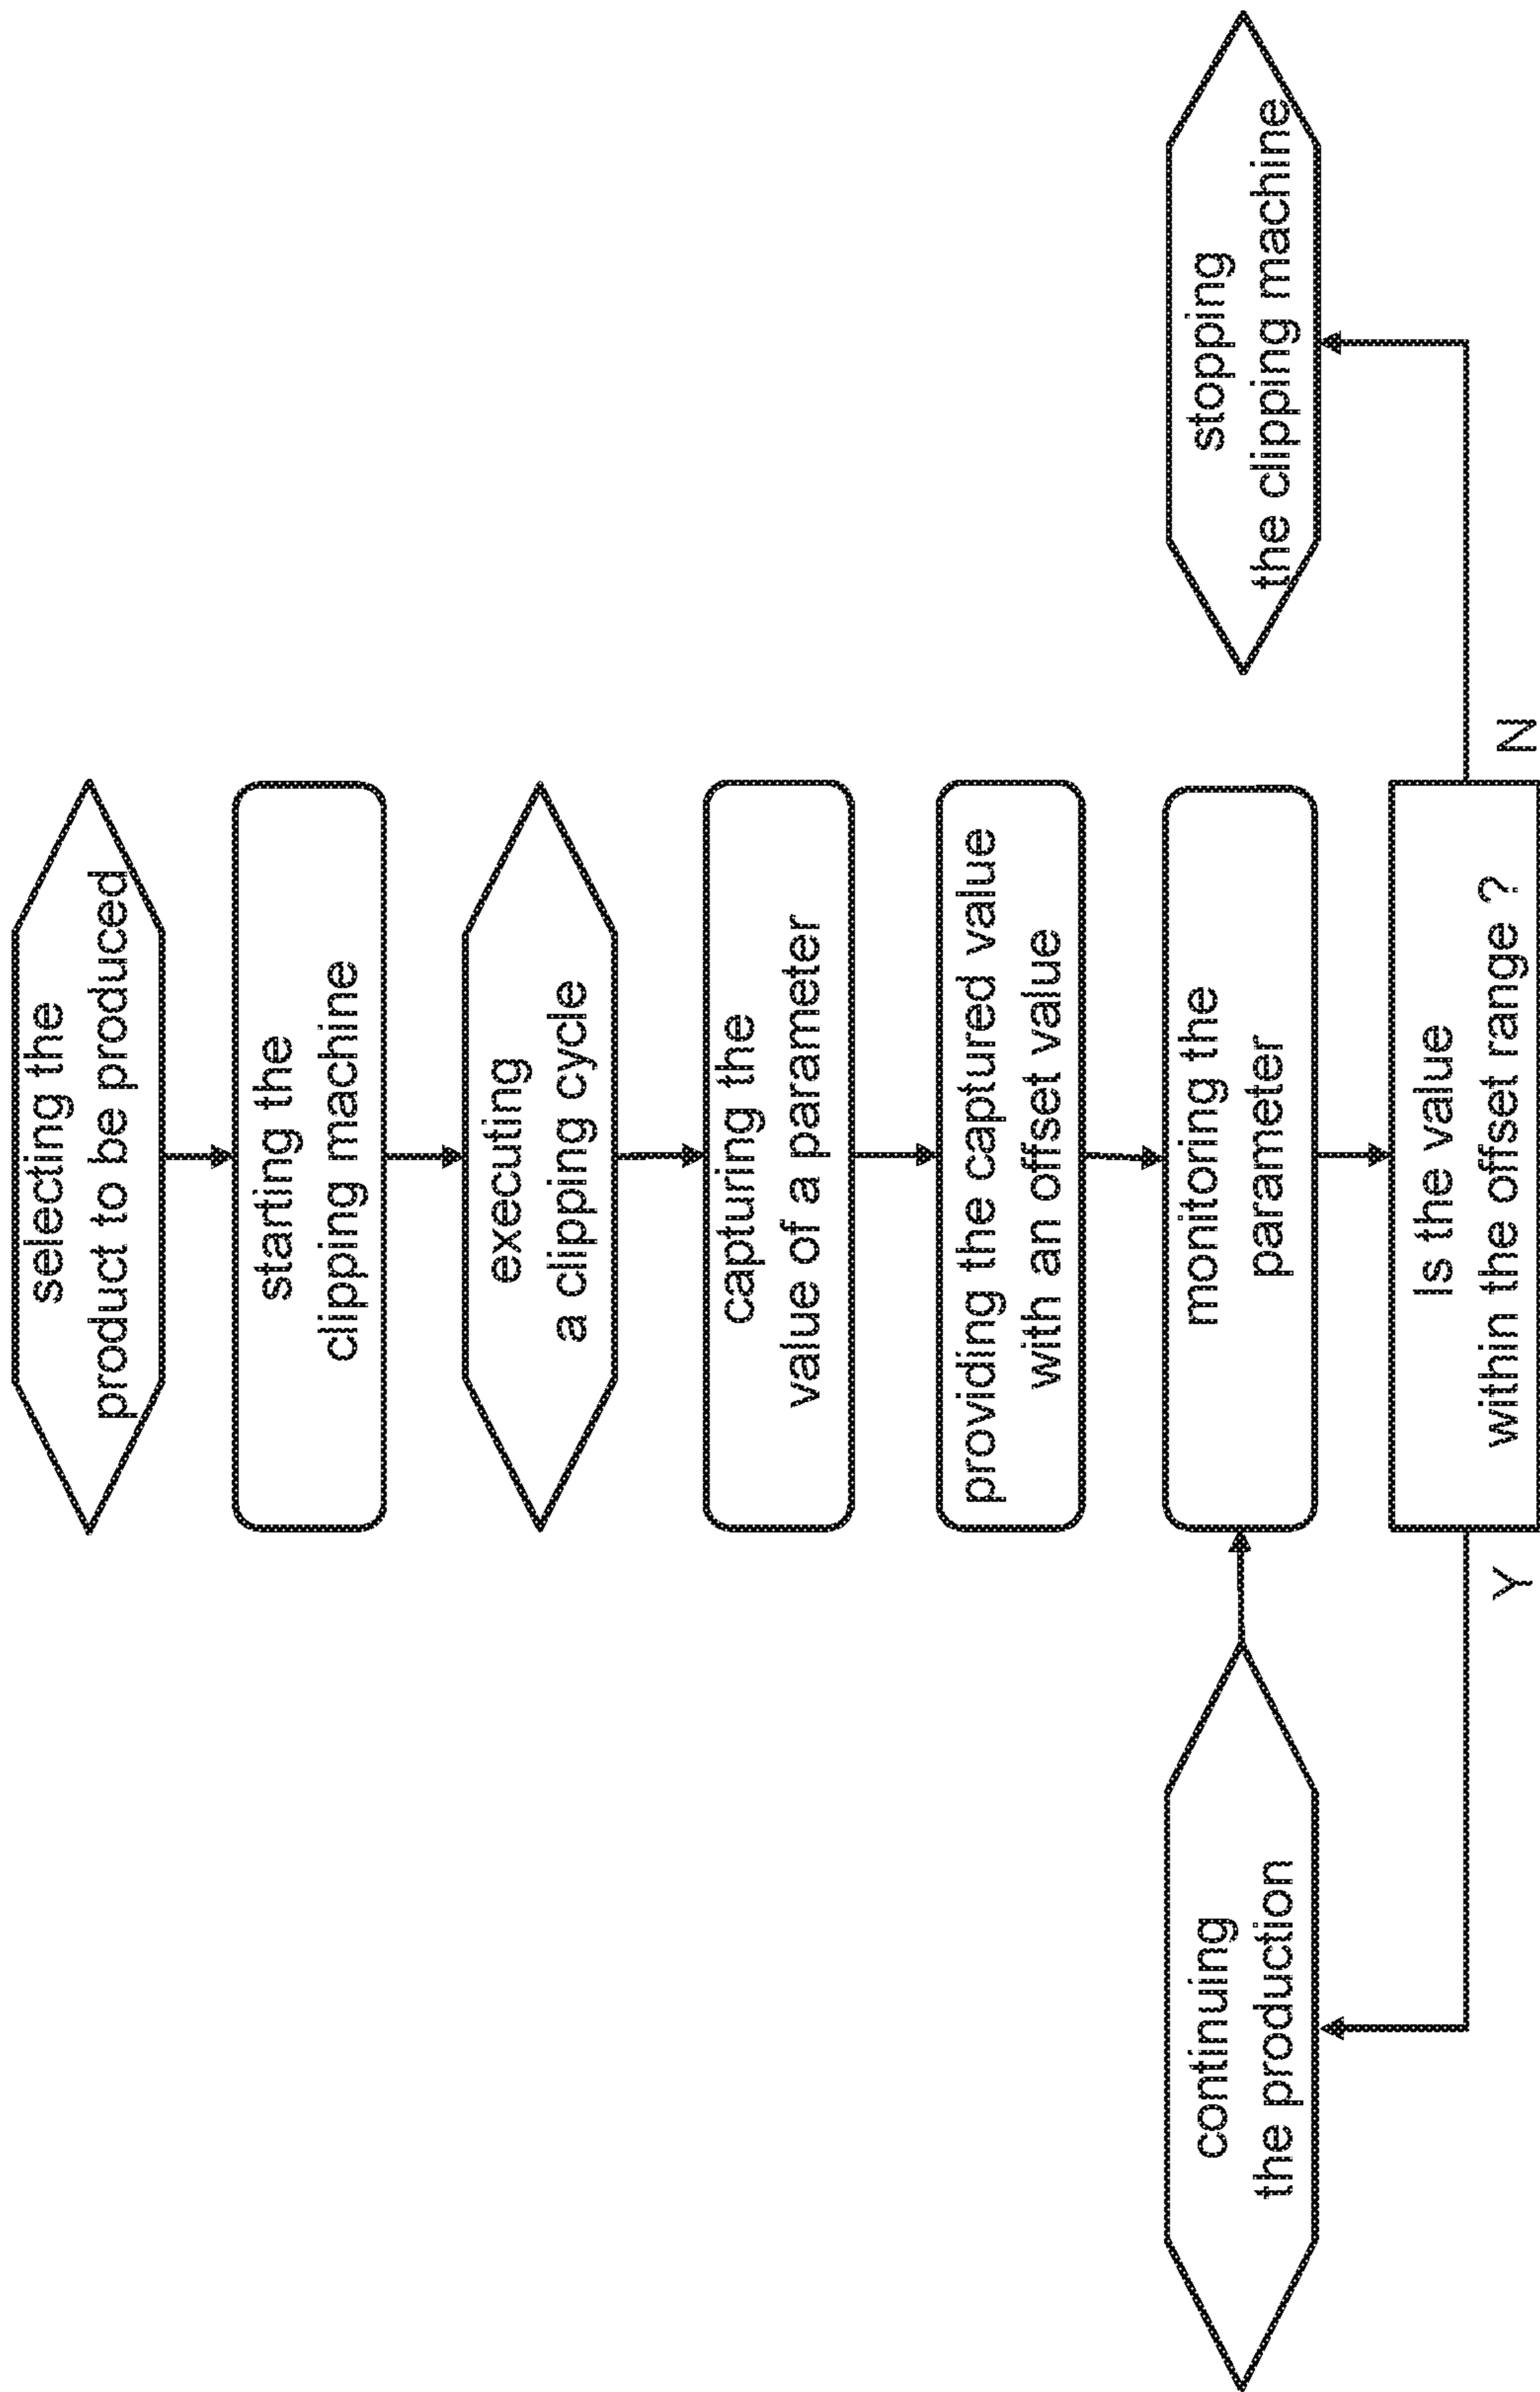 selecting the
product to be produced
starting the
clipping machine
executing
a clipping cycle
capturing the
value of a parameter
providing the captured value
with an offset value
continuing
the production
monitoring the
parameter
stopping
the clipping machine
Y
Is the value
within the offset range ?
N